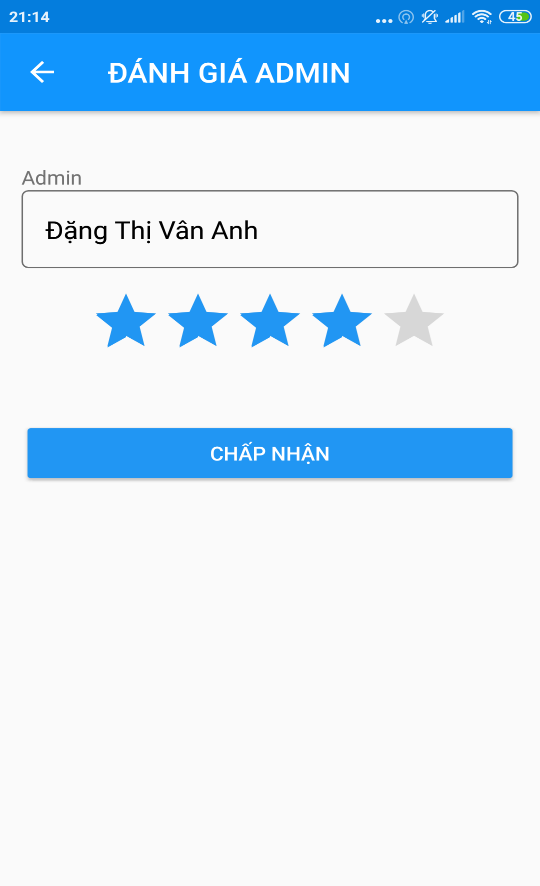 21:14
45
ĐÁNH GIÁ ADMIN
Admin
Đặng Thị Vân Anh
CHẤP NHẬN